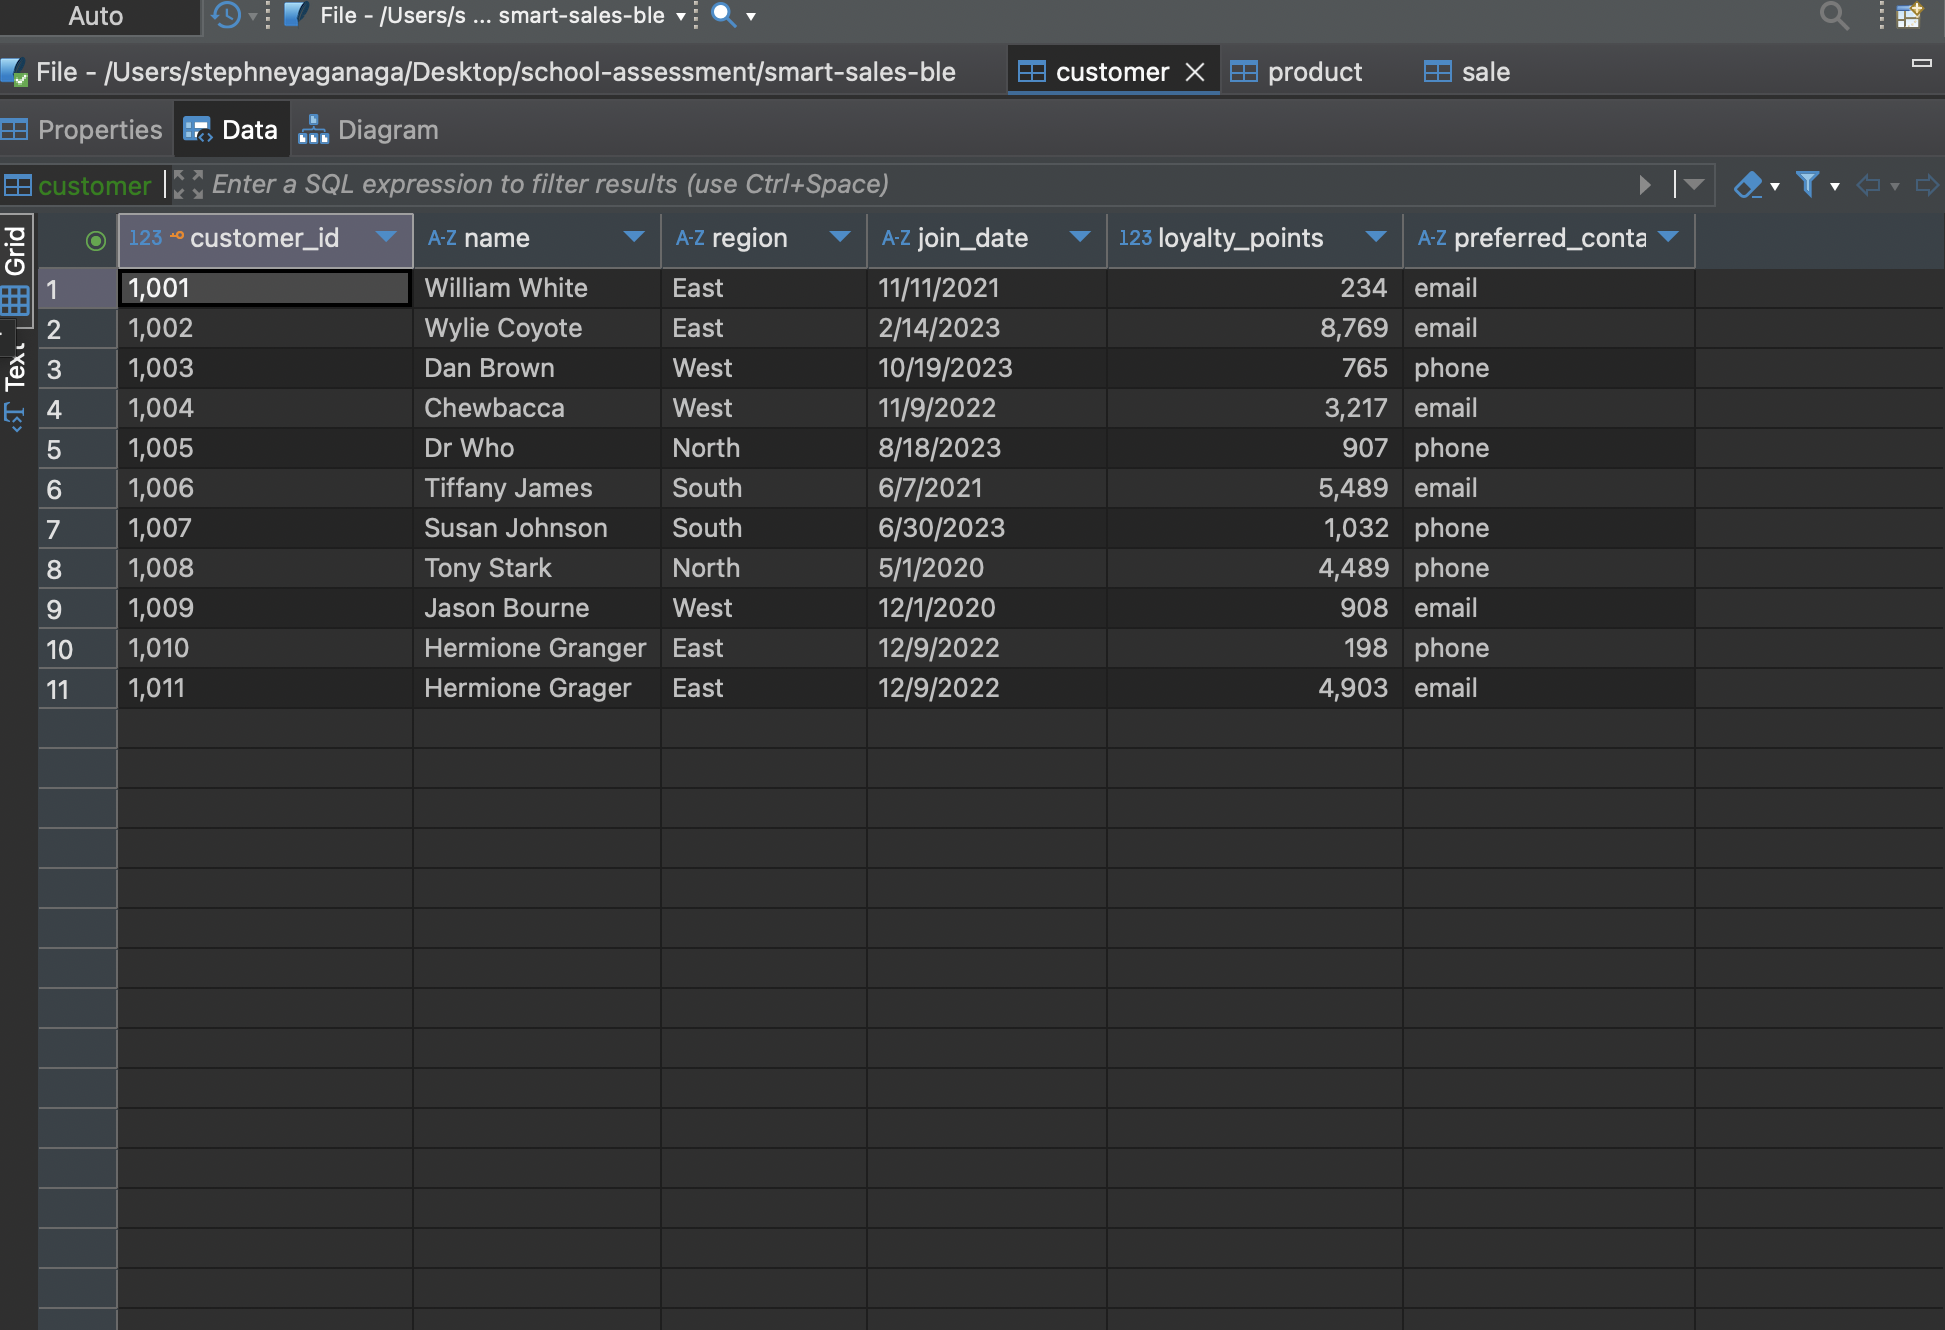 Auto File - /Users/s ... smart-sales-ble
File - /Users/stephneyaganaga/Desktop/school-assessment/smart-sales-ble customer product sale
Properties Data Diagram
customer Enter a SQL expression to filter results (use Ctrl+Space)
Grid
Text
123 customer_id A-Z name A-Z region A-Z join_date 123 loyalty_points A-Z preferred_conta
1 1,001 William White East 11/11/2021 234 email
2 1,002 Wylie Coyote East 2/14/2023 8,769 email
3 1,003 Dan Brown West 10/19/2023 765 phone
4 1,004 Chewbacca West 11/9/2022 3,217 email
5 1,005 Dr Who North 8/18/2023 907 phone
6 1,006 Tiffany James South 6/7/2021 5,489 email
7 1,007 Susan Johnson South 6/30/2023 1,032 phone
8 1,008 Tony Stark North 5/1/2020 4,489 phone
9 1,009 Jason Bourne West 12/1/2020 908 email
10 1,010 Hermione Granger East 12/9/2022 198 phone
11 1,011 Hermione Grager East 12/9/2022 4,903 email